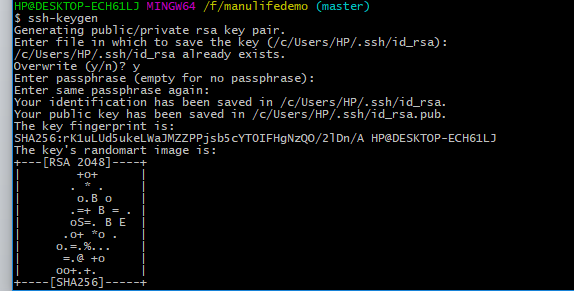 HP@DESKTOP-ECH61LJ MINGW64 /f/manulifedemo (master)
$ ssh-keygen
Generating public/private rsa key pair.
Enter file in which to save the key (/c/Users/HP/.ssh/id_rsa):
/c/Users/HP/.ssh/id_rsa already exists.
Overwrite (y/n)? y
Enter passphrase (empty for no passphrase):
Enter same passphrase again:
Your identification has been saved in /c/Users/HP/.ssh/id_rsa.
Your public key has been saved in /c/Users/HP/.ssh/id_rsa.pub.
The key fingerprint is:
SHA256:rK1uLUd5ukeLWaJMZZPPjsb5cYTOIFHgNzQO/2lDn/A HP@DESKTOP-ECH61LJ
The key's randomart image is:
+---[RSA 2048]----+
|        +o+      |
|       . * .     |
|        o.B o    |
|       .=+ B = . |
|       oS=. B E  |
|      .o+ *o .   |
|     o.=.%...    |
|      =.@ +o     |
|     oo+.+.      |
+----[SHA256]-----+